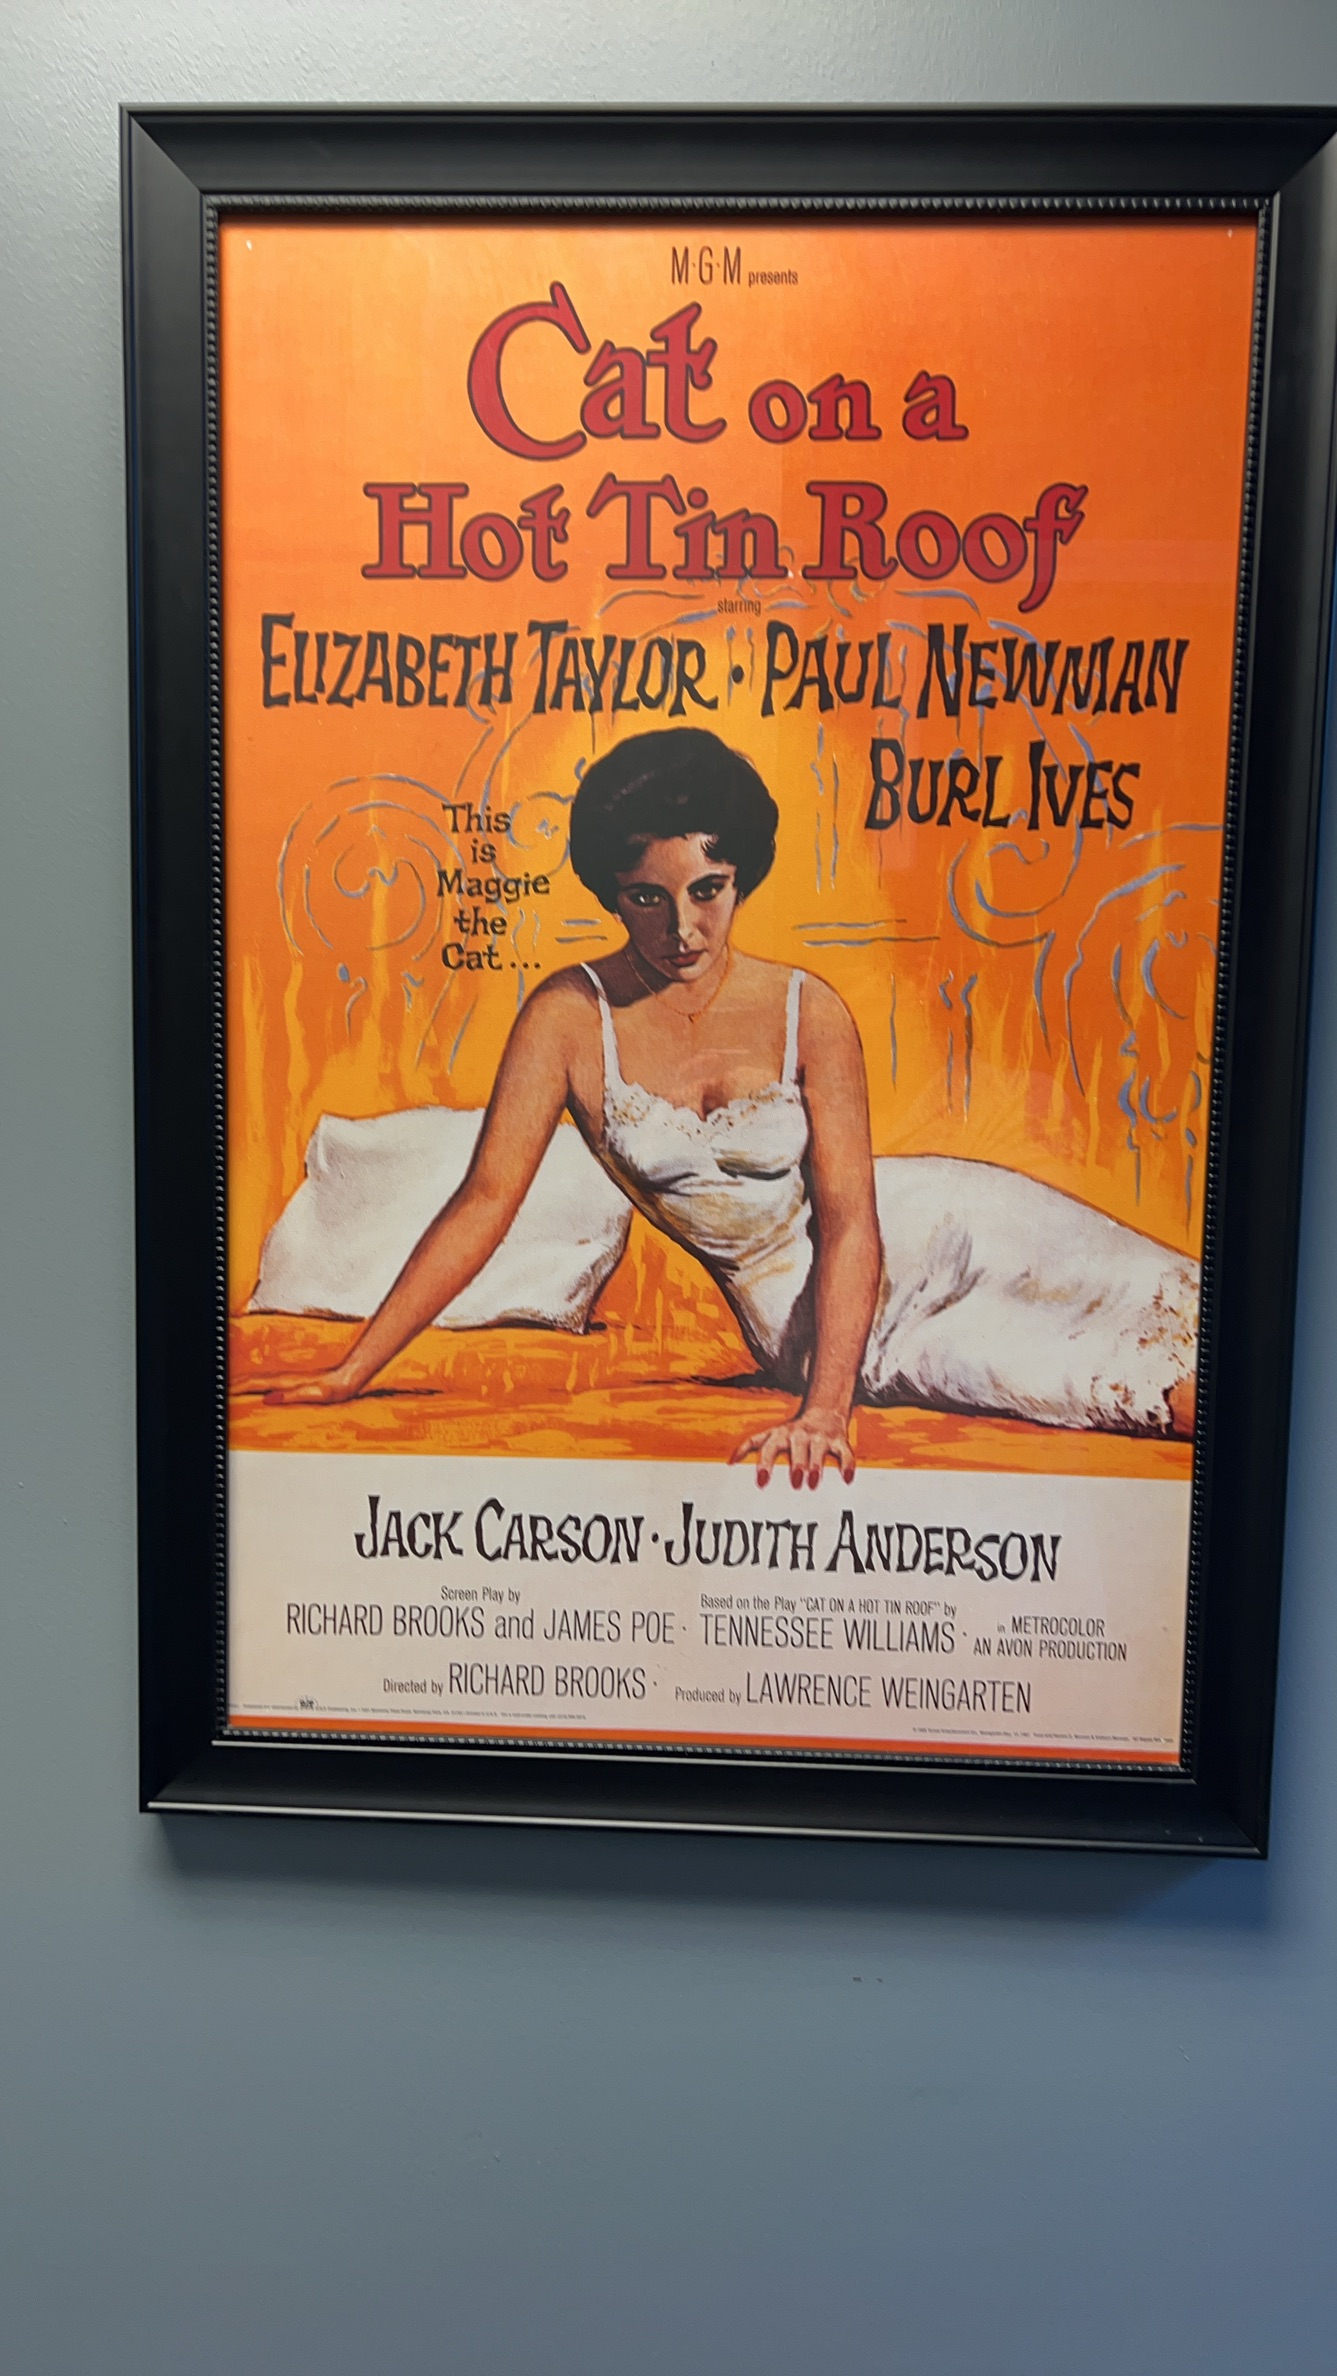 M·G·M presents
Cat on a
Hot Tin Roof
starring
ELIZABETH TAYLOR · PAUL NEWMAN
BURL IVES
This
is
Maggie
the
Cat...
JACK CARSON · JUDITH ANDERSON
Screen Play by
RICHARD BROOKS and JAMES POE ·
Based on the Play "CAT ON A HOT TIN ROOF" by
TENNESSEE WILLIAMS ·
in METROCOLOR
AN AVON PRODUCTION
Directed by RICHARD BROOKS · Produced by LAWRENCE WEINGARTEN